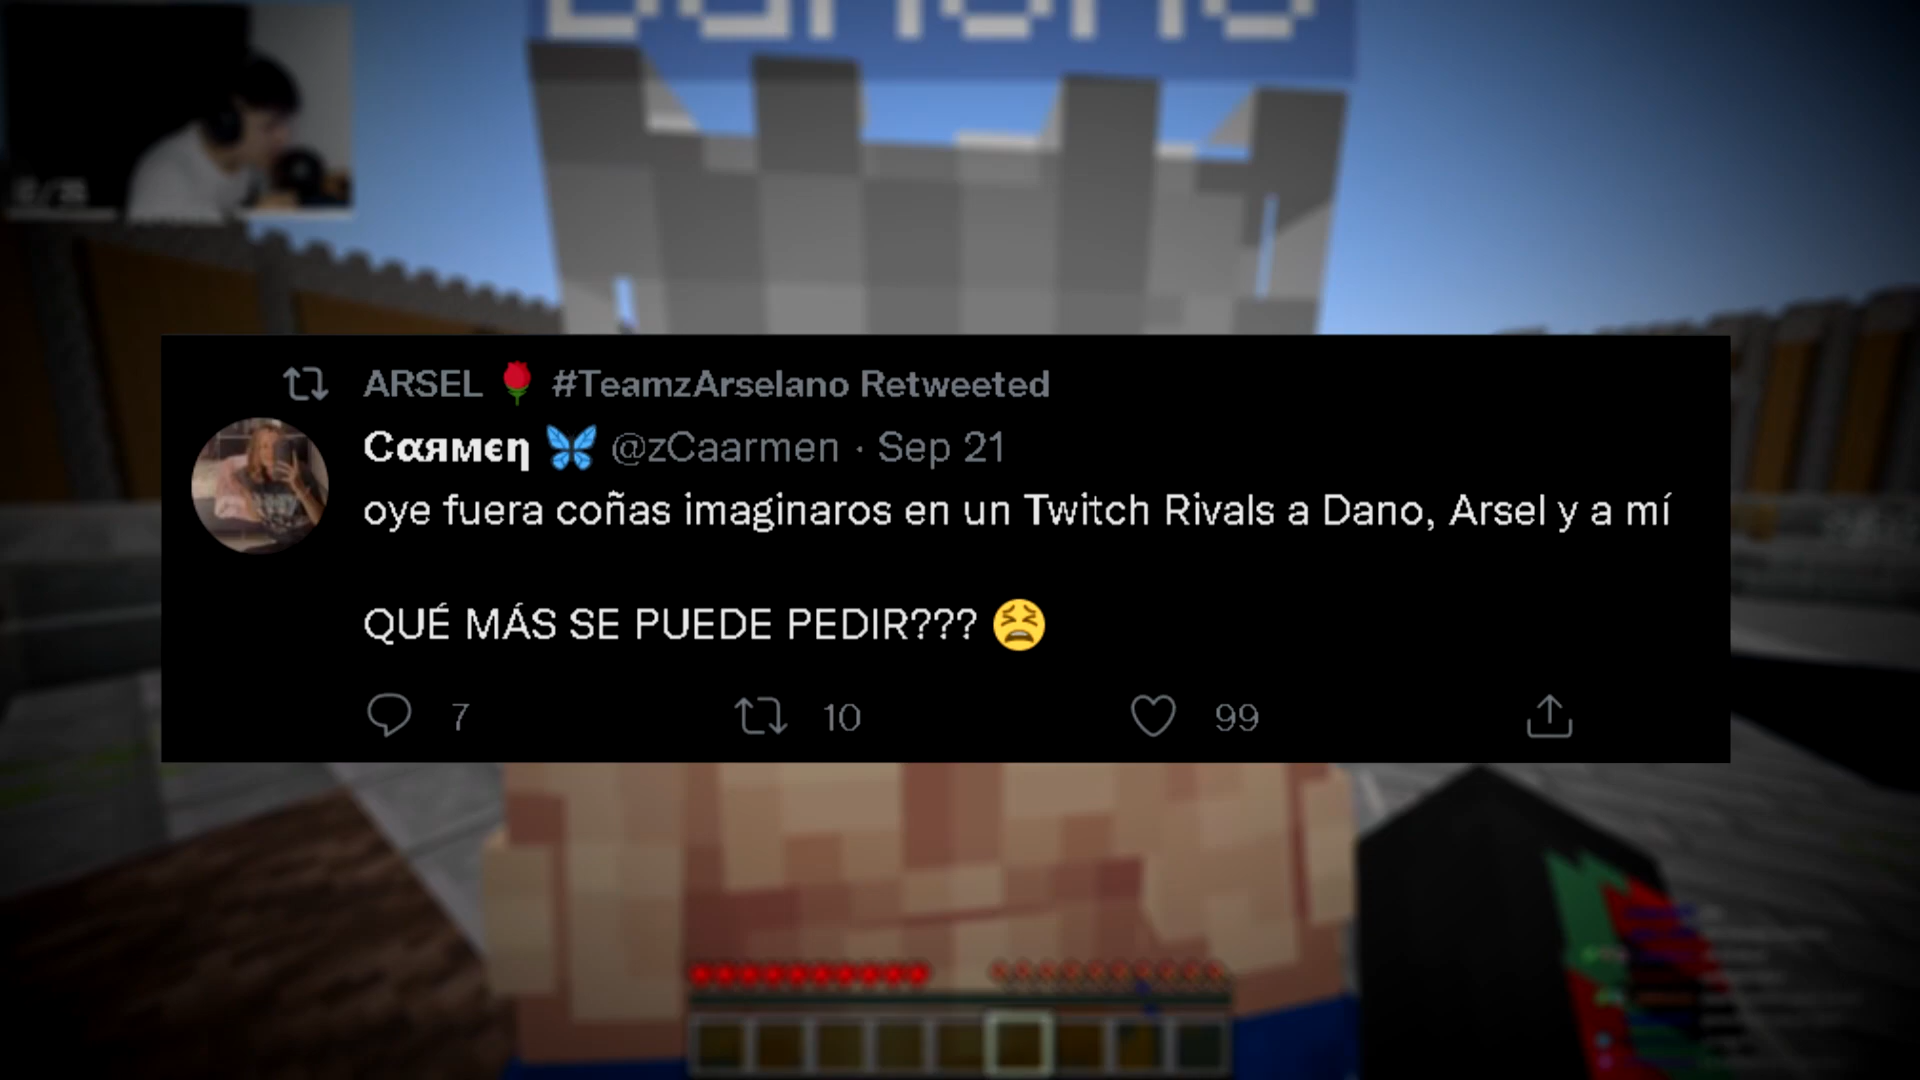 ARSEL 🌹 #TeamzArselano Retweeted
Cαямєη 🦋 @zCaarmen · Sep 21
oye fuera coñas imaginaros en un Twitch Rivals a Dano, Arsel y a mí
QUÉ MÁS SE PUEDE PEDIR??? 😫
7 10 99